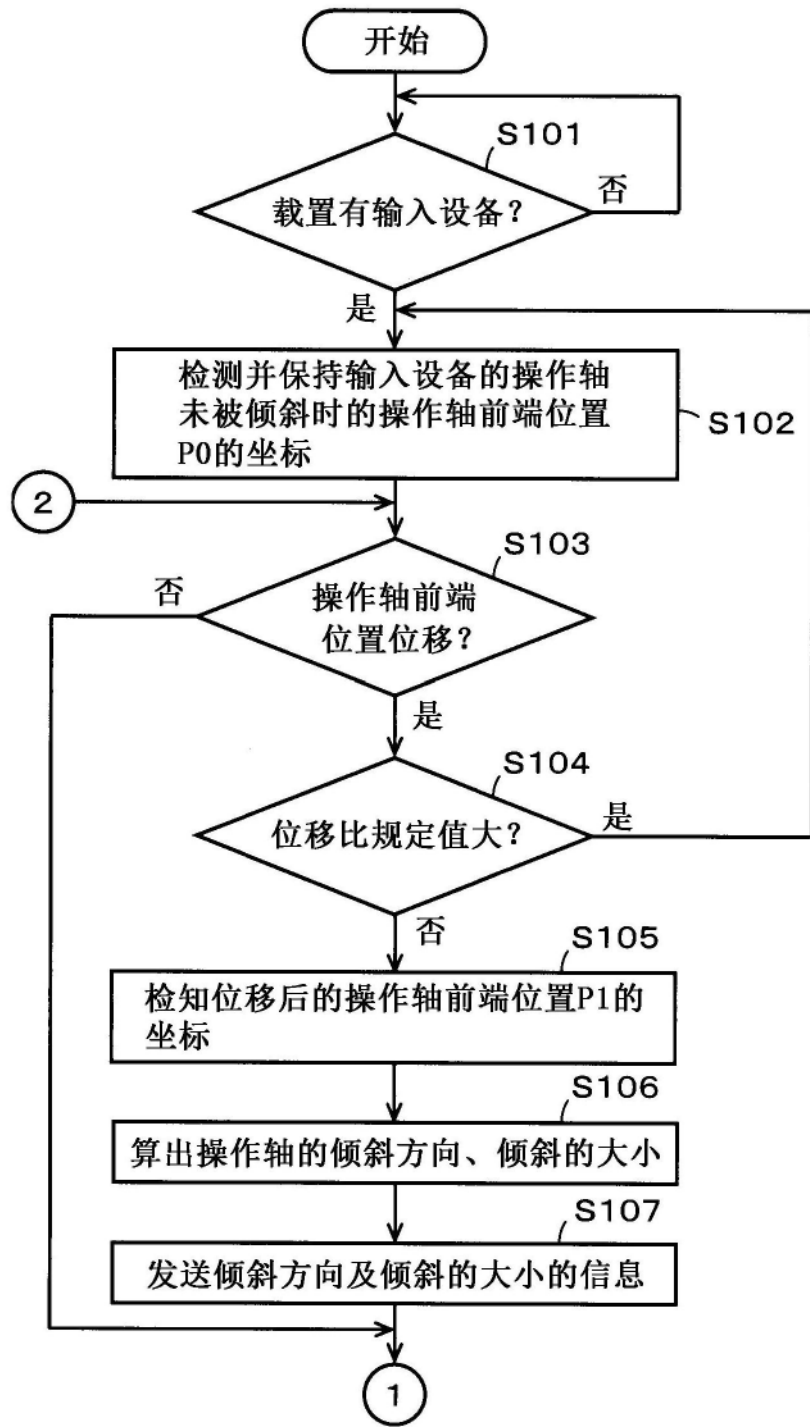 开始
S101
载置有输入设备?
否
是
检测并保持输入设备的操作轴
未被倾斜时的操作轴前端位置
P0的坐标
S102
2
S103
否
操作轴前端
位置位移?
是
S104
位移比规定值大?
是
否
S105
检知位移后的操作轴前端位置P1的
坐标
S106
算出操作轴的倾斜方向、倾斜的大小
S107
发送倾斜方向及倾斜的大小的信息
1